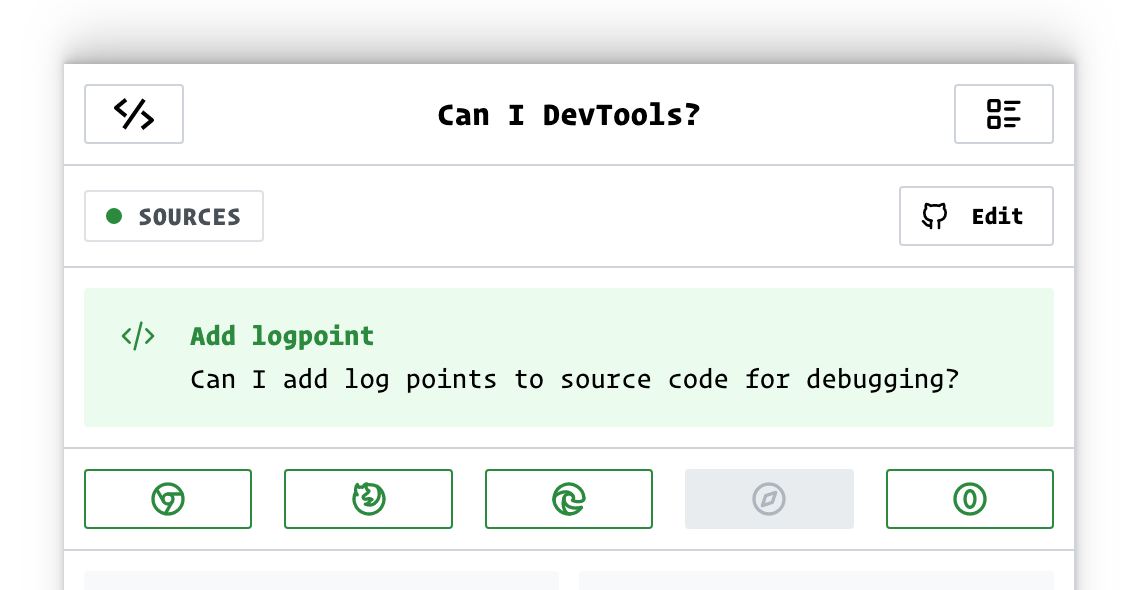 Can I DevTools?
SOURCES
Edit
Add logpoint
Can I add log points to source code for debugging?